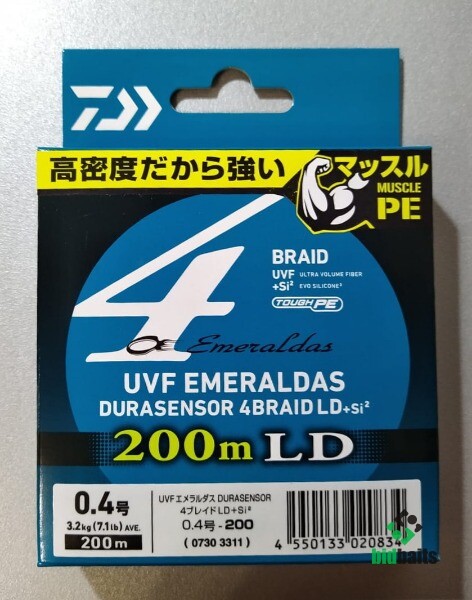 高密度だから強い
マッスル
MUSCLE
PE
4
BRAID
UVF ULTRA VOLUME FIBER
+Si² EVO SILICONE²
TOUGH PE
Emeraldas
UVF EMERALDAS
DURASENSOR 4BRAID LD+Si²
200m LD
0.4号
3.2kg(7.1lb)AVE.
200m
UVFエメラルダス DURASENSOR
4ブレイドLD+Si²
0.4号-200
(0730 3311)
4 550133 020834
bidbaits